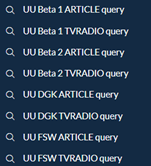 UU Beta 1 ARTICLE query
UU Beta 1 TVRADIO query
UU Beta 2 ARTICLE query
UU Beta 2 TVRADIO query
UU DGK ARTICLE query
UU DGK TVRADIO query
UU FSW ARTICLE query
UU FSW TVRADIO query